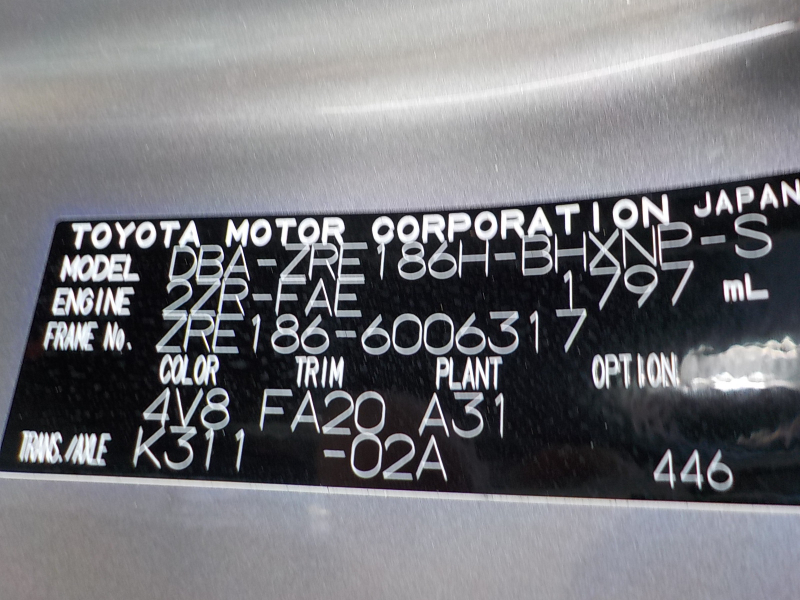 TOYOTA MOTOR CORPORATION JAPAN
MODEL DBA-ZRE186H-BHXNP-S
ENGINE 2ZR-FAE 1797 mL
FRAME No. ZRE186-6006317
COLOR TRIM PLANT OPTION
4V8 FA20 A31
TRANS./AXLE K311 -02A 446